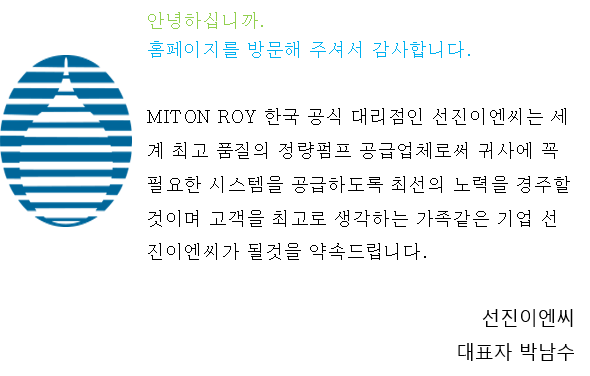 안녕하십니까.
홈페이지를 방문해 주셔서 감사합니다.
MITON ROY 한국 공식 대리점인 선진이엔씨는 세
계 최고 품질의 정량펌프 공급업체로써 귀사에 꼭
필요한 시스템을 공급하도록 최선의 노력을 경주할
것이며 고객을 최고로 생각하는 가족같은 기업 선
진이엔씨가 될것을 약속드립니다.
선진이엔씨
대표자 박남수